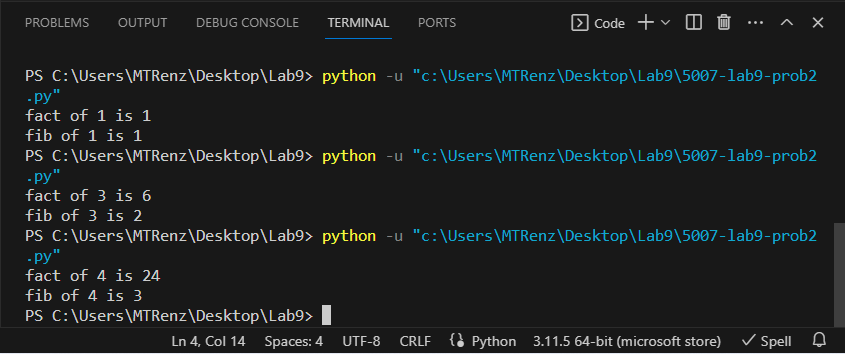 PROBLEMS OUTPUT DEBUG CONSOLE TERMINAL PORTS Code
PS C:\Users\MTRenz\Desktop\Lab9> python -u "c:\Users\MTRenz\Desktop\Lab9\5007-lab9-prob2
.py"
fact of 1 is 1
fib of 1 is 1
PS C:\Users\MTRenz\Desktop\Lab9> python -u "c:\Users\MTRenz\Desktop\Lab9\5007-lab9-prob2
.py"
fact of 3 is 6
fib of 3 is 2
PS C:\Users\MTRenz\Desktop\Lab9> python -u "c:\Users\MTRenz\Desktop\Lab9\5007-lab9-prob2
.py"
fact of 4 is 24
fib of 4 is 3
PS C:\Users\MTRenz\Desktop\Lab9>
Ln 4, Col 14 Spaces: 4 UTF-8 CRLF Python 3.11.5 64-bit (microsoft store) Spell